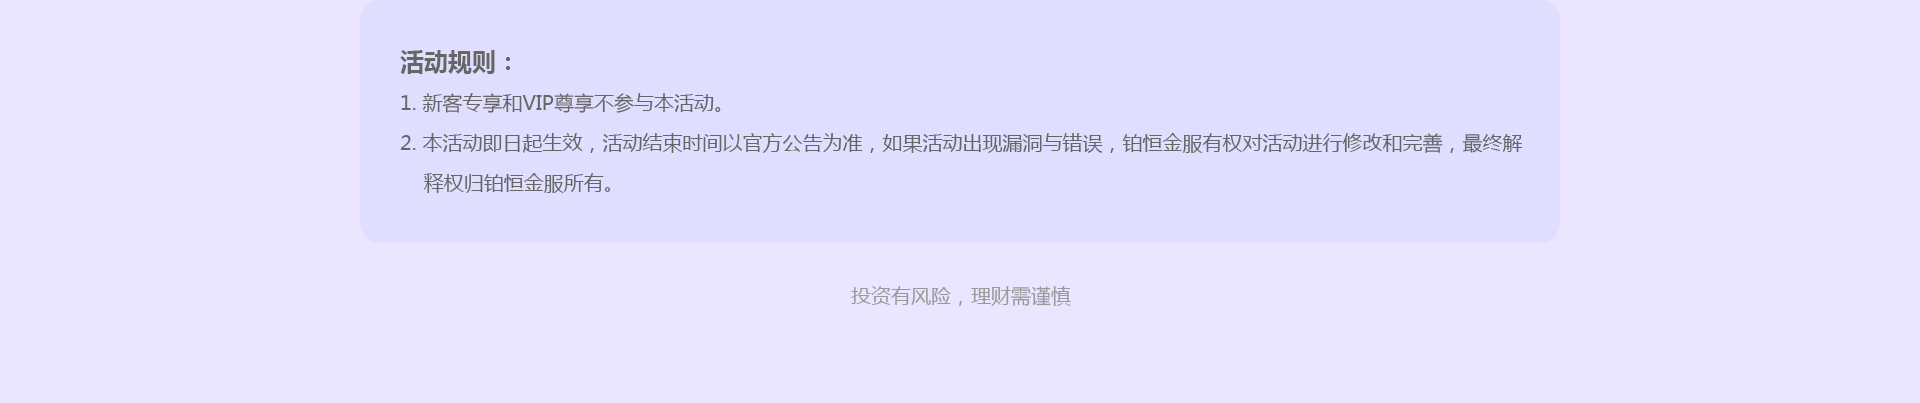 活动规则：
1. 新客专享和VIP尊享不参与本活动。
2. 本活动即日起生效，活动结束时间以官方公告为准，如果活动出现漏洞与错误，铂恒金服有权对活动进行修改和完善，最终解
释权归铂恒金服所有。
投资有风险，理财需谨慎